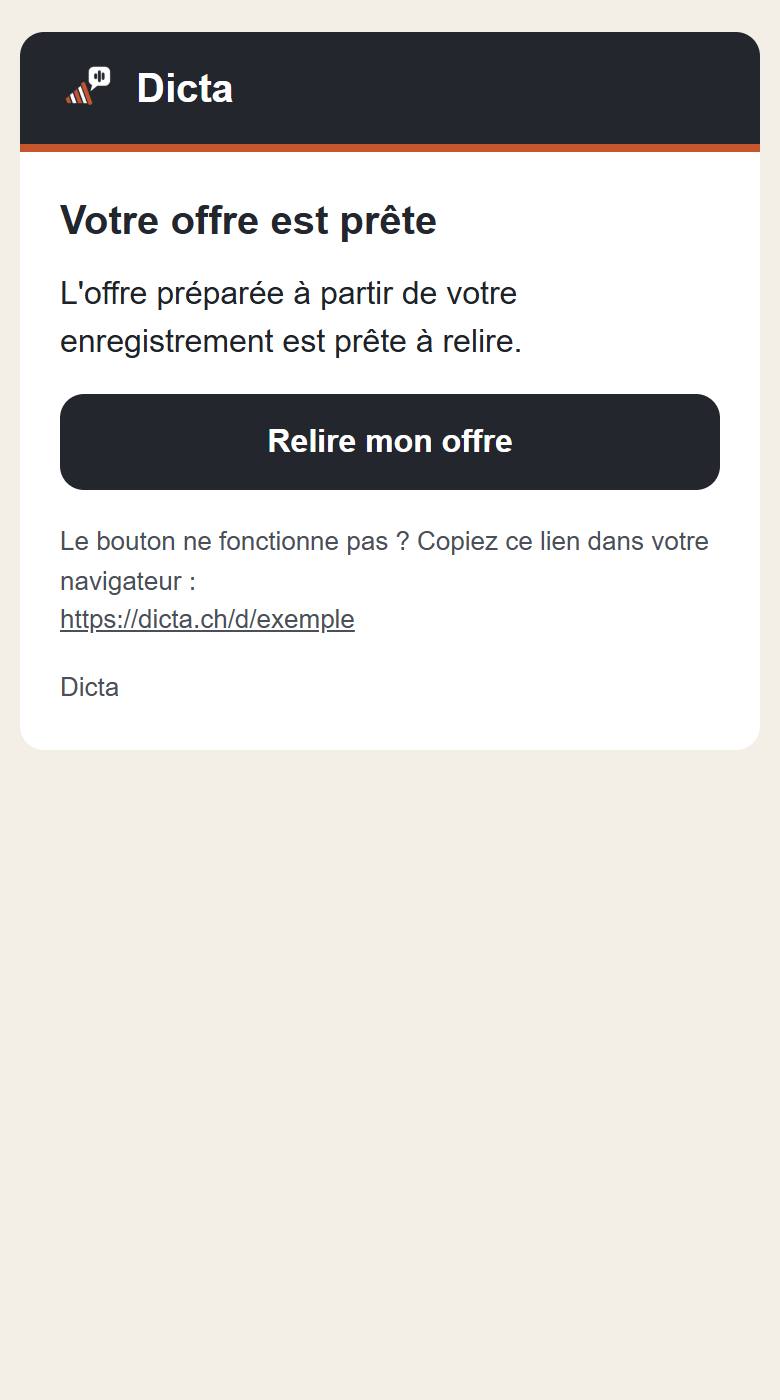 Dicta
Votre offre est prête
L'offre préparée à partir de votre
enregistrement est prête à relire.
Relire mon offre
Le bouton ne fonctionne pas ? Copiez ce lien dans votre
navigateur :
https://dicta.ch/d/exemple
Dicta